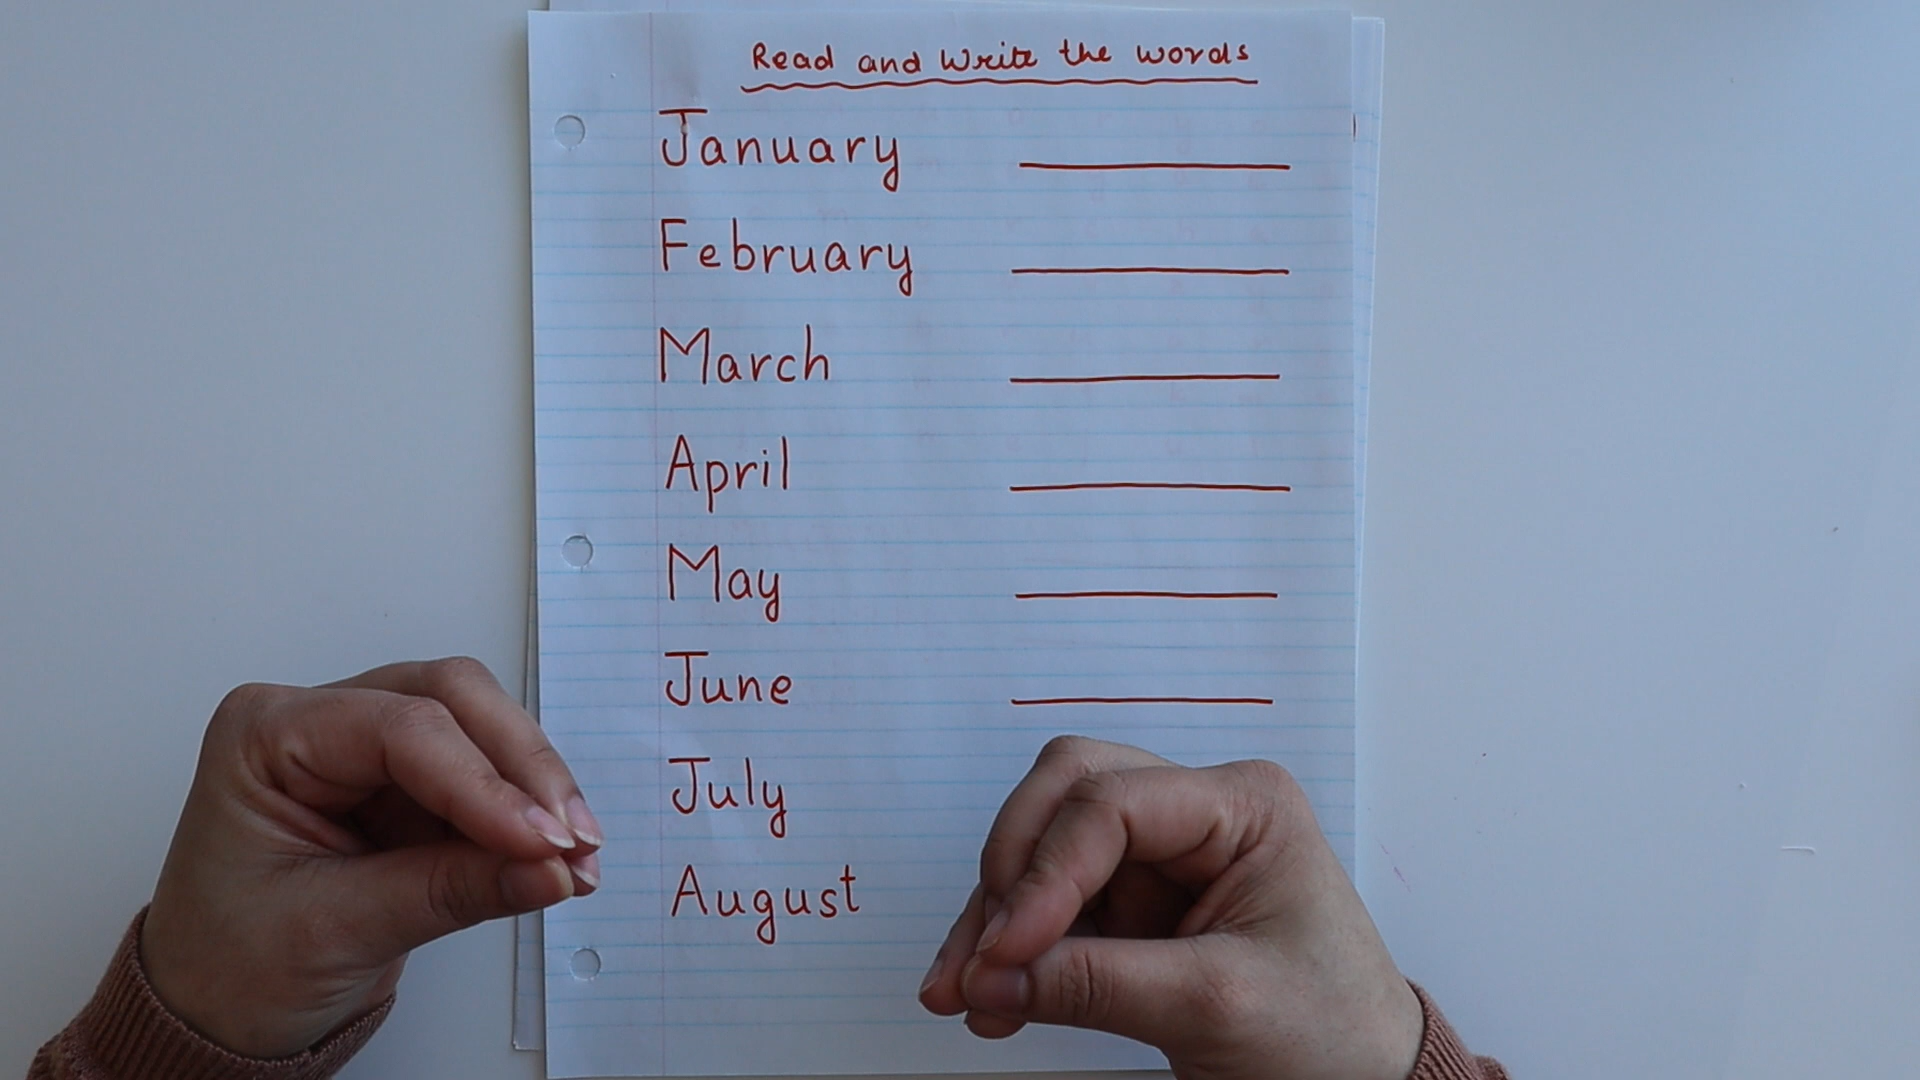 Read and Write the words
January
February
March
April
May
June
July
August